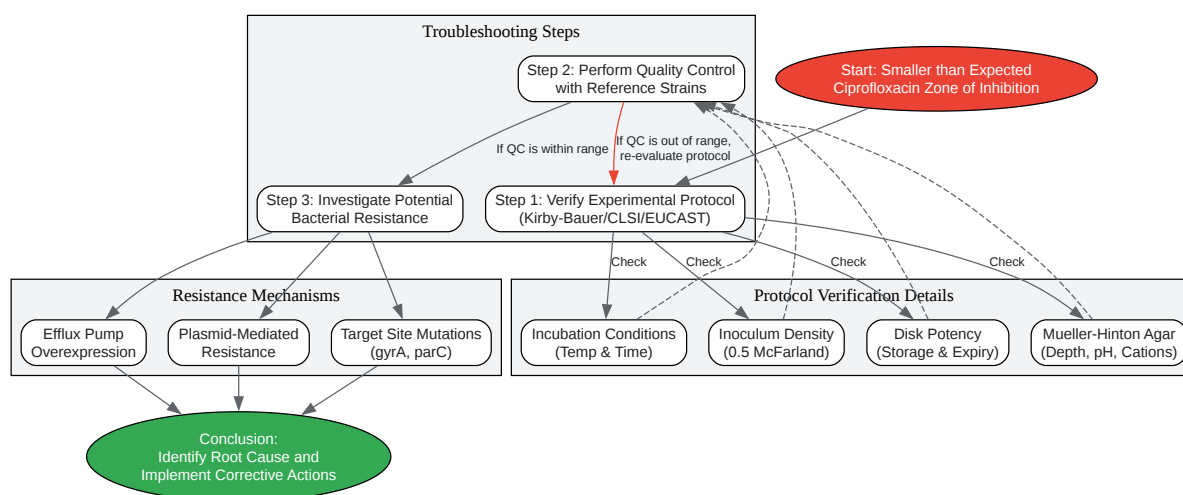 Troubleshooting Steps
Step 2: Perform Quality Control
with Reference Strains
Start: Smaller than Expected
Ciprofloxacin Zone of Inhibition
If QC is within range
If QC is out of range,
re-evaluate protocol
Step 3: Investigate Potential
Bacterial Resistance
Step 1: Verify Experimental Protocol
(Kirby-Bauer/CLSI/EUCAST)
Check
Check
Check
Check
Resistance Mechanisms
Efflux Pump
Overexpression
Plasmid-Mediated
Resistance
Target Site Mutations
(gyrA, parC)
Protocol Verification Details
Incubation Conditions
(Temp & Time)
Inoculum Density
(0.5 McFarland)
Disk Potency
(Storage & Expiry)
Mueller-Hinton Agar
(Depth, pH, Cations)
Conclusion:
Identify Root Cause and
Implement Corrective Actions